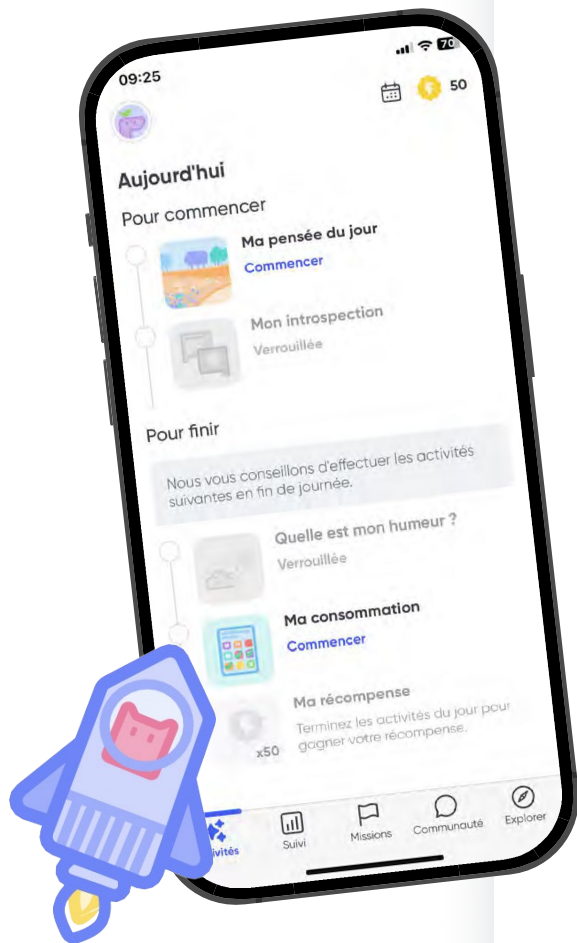 09:25
70
50
Aujourd'hui
Pour commencer
Ma pensée du jour
Commencer
Mon introspection
Verrouillée
Pour finir
Nous vous conseillons d'effectuer les activités
suivantes en fin de journée.
Quelle est mon humeur ?
Verrouillée
Ma consommation
Commencer
Ma récompense
Terminez les activités du jour pour
gagner votre récompense.
x50
ivités
Suivi
Missions
Communauté
Explorer